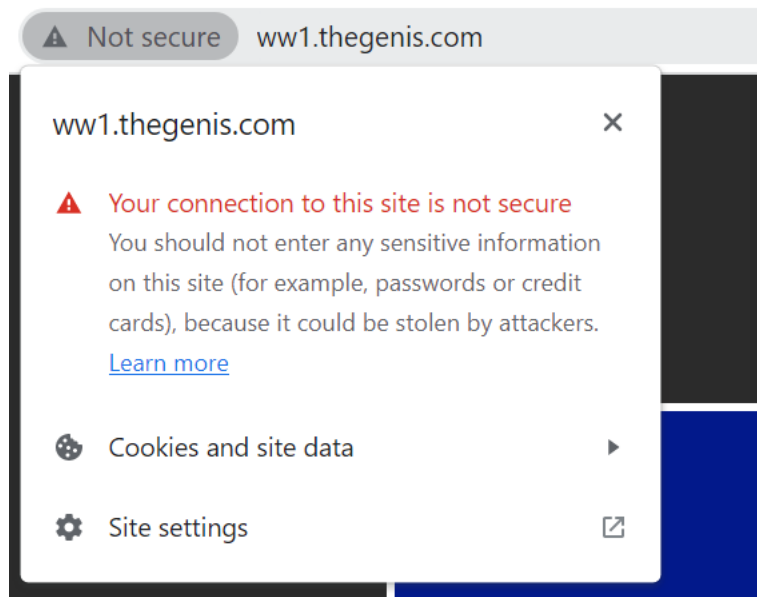 Not secure ww1.thegenis.com
ww1.thegenis.com
Your connection to this site is not secure
You should not enter any sensitive information
on this site (for example, passwords or credit
cards), because it could be stolen by attackers.
Learn more
Cookies and site data
Site settings